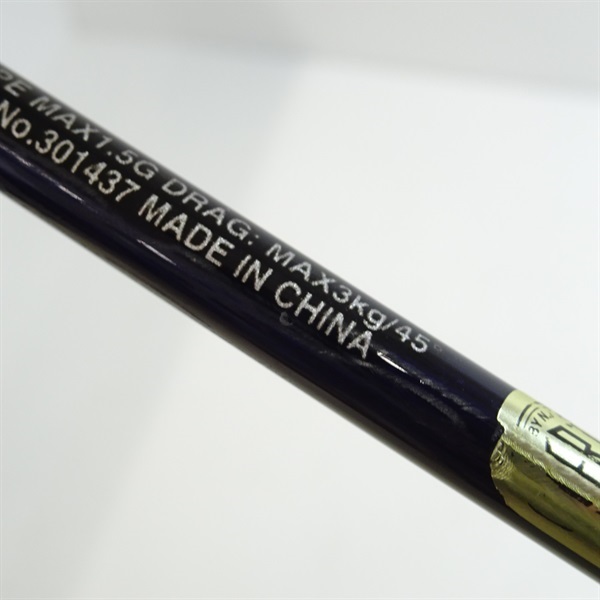 PE MAX1.5G DRAG: MAX3kg/45°
No.301437 MADE IN CHINA